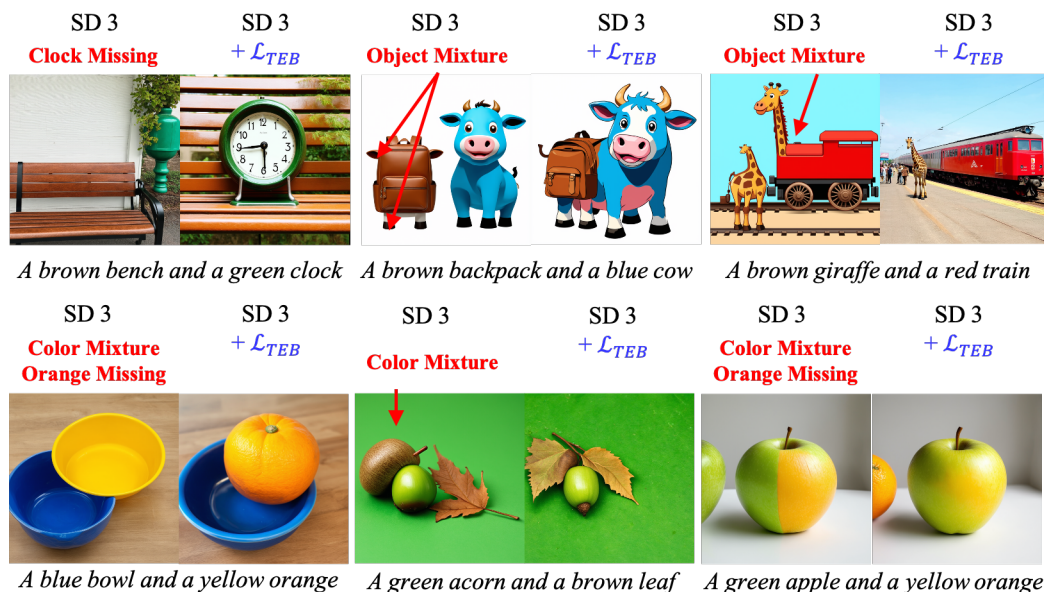 SD 3 SD 3 SD 3 SD 3 SD 3 SD 3
Clock Missing + ℒ_TEB Object Mixture + ℒ_TEB Object Mixture + ℒ_TEB
A brown bench and a green clock A brown backpack and a blue cow A brown giraffe and a red train
SD 3 SD 3 SD 3 SD 3 SD 3 SD 3
Color Mixture + ℒ_TEB Color Mixture + ℒ_TEB Color Mixture + ℒ_TEB
Orange Missing Orange Missing
A blue bowl and a yellow orange A green acorn and a brown leaf A green apple and a yellow orange